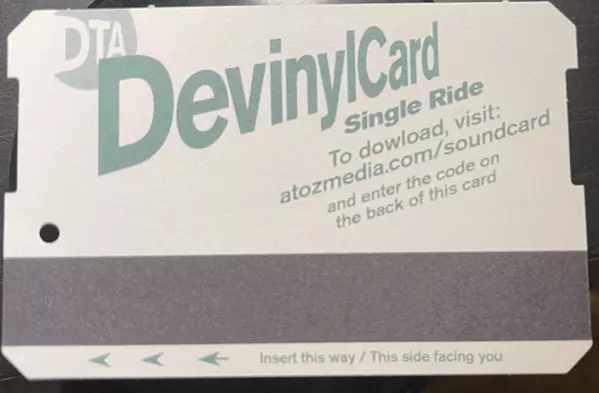 DTA
DevinylCard
Single Ride
To dowload, visit:
atozmedia.com/soundcard
and enter the code on
the back of this card
Insert this way / This side facing you